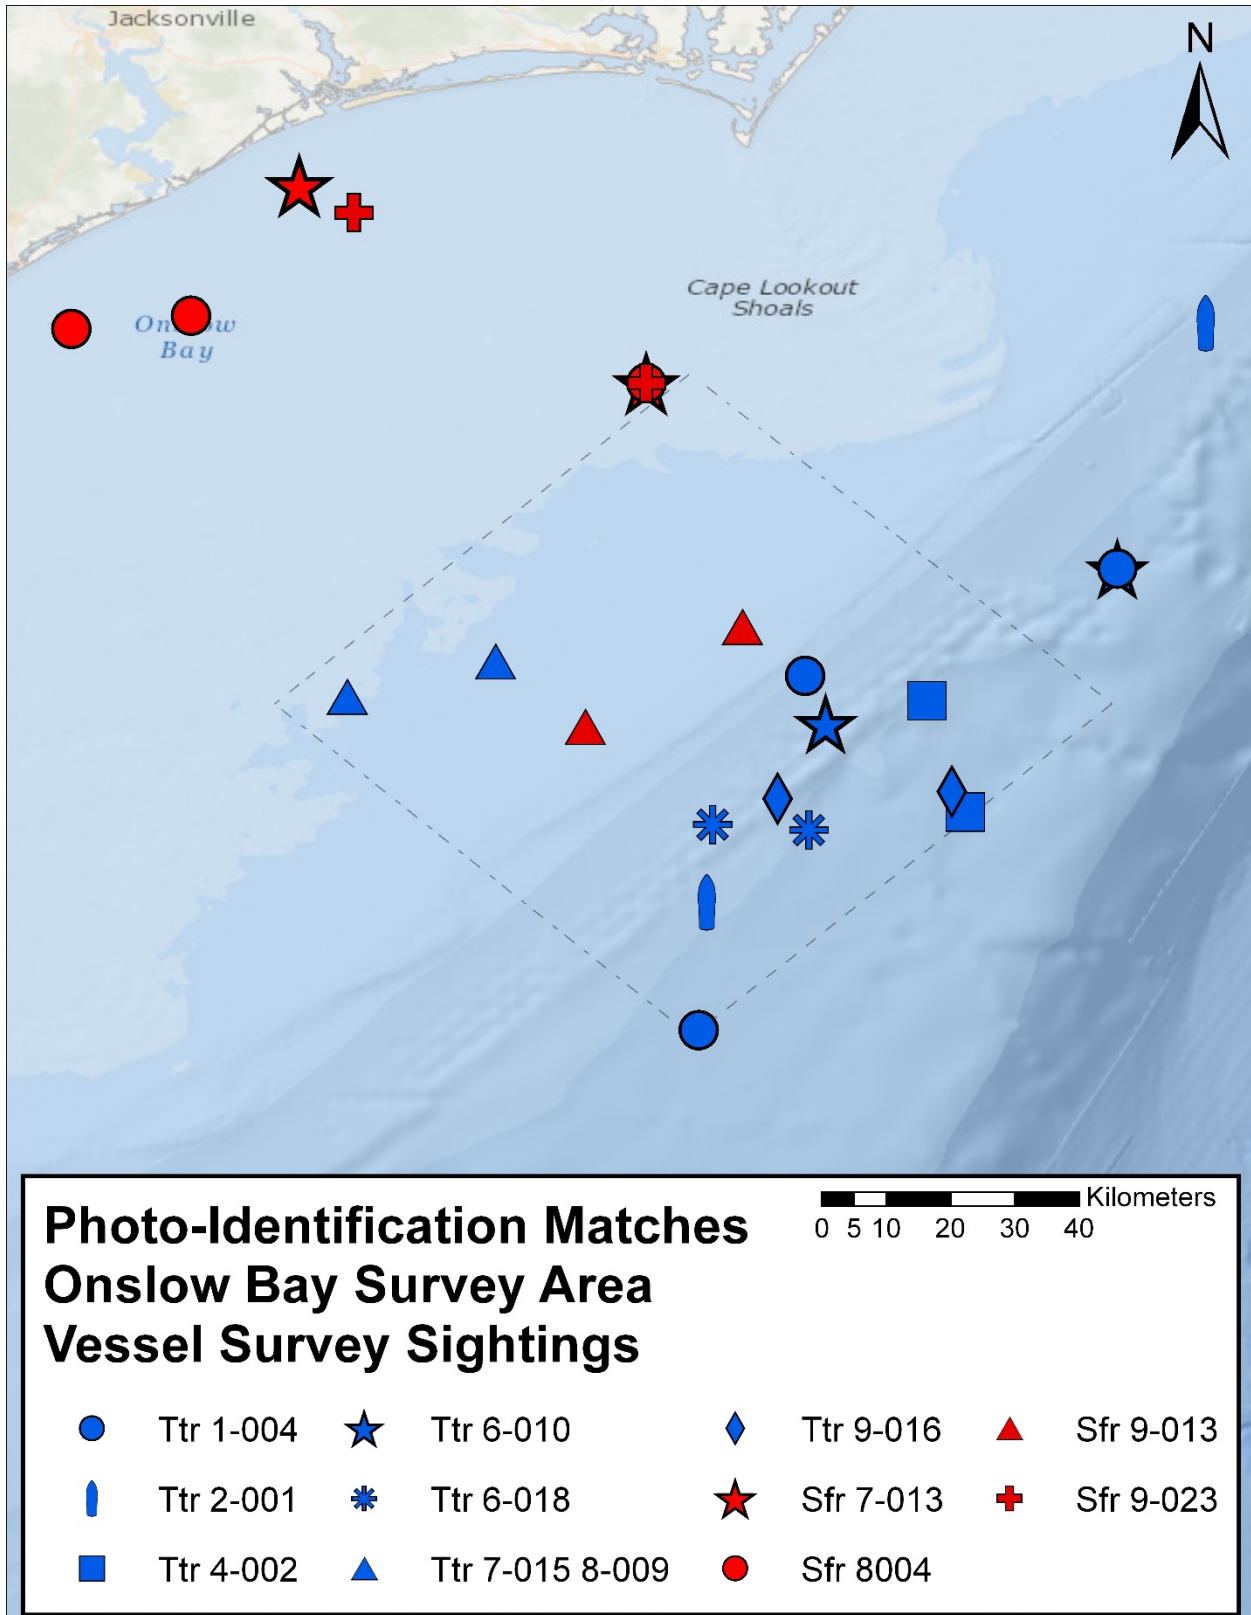 Jacksonville
N
Cape Lookout
Shoals
Onslow
Bay
Kilometers
0 5 10 20 30 40
Photo-Identification Matches
Onslow Bay Survey Area
Vessel Survey Sightings
Ttr 1-004 Ttr 6-010 Ttr 9-016 Sfr 9-013
Ttr 2-001 Ttr 6-018 Sfr 7-013 Sfr 9-023
Ttr 4-002 Ttr 7-015 8-009 Sfr 8004